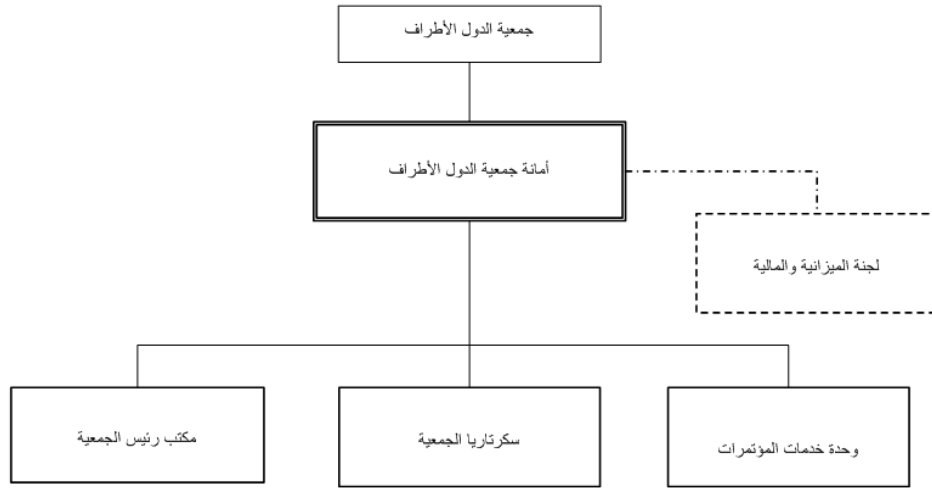 جمعية الدول الأطراف
أمانة جمعية الدول الأطراف
لجنة الميزانية والمالية
وحدة خدمات المؤتمرات
سكرتاريا الجمعية
مكتب رئيس الجمعية